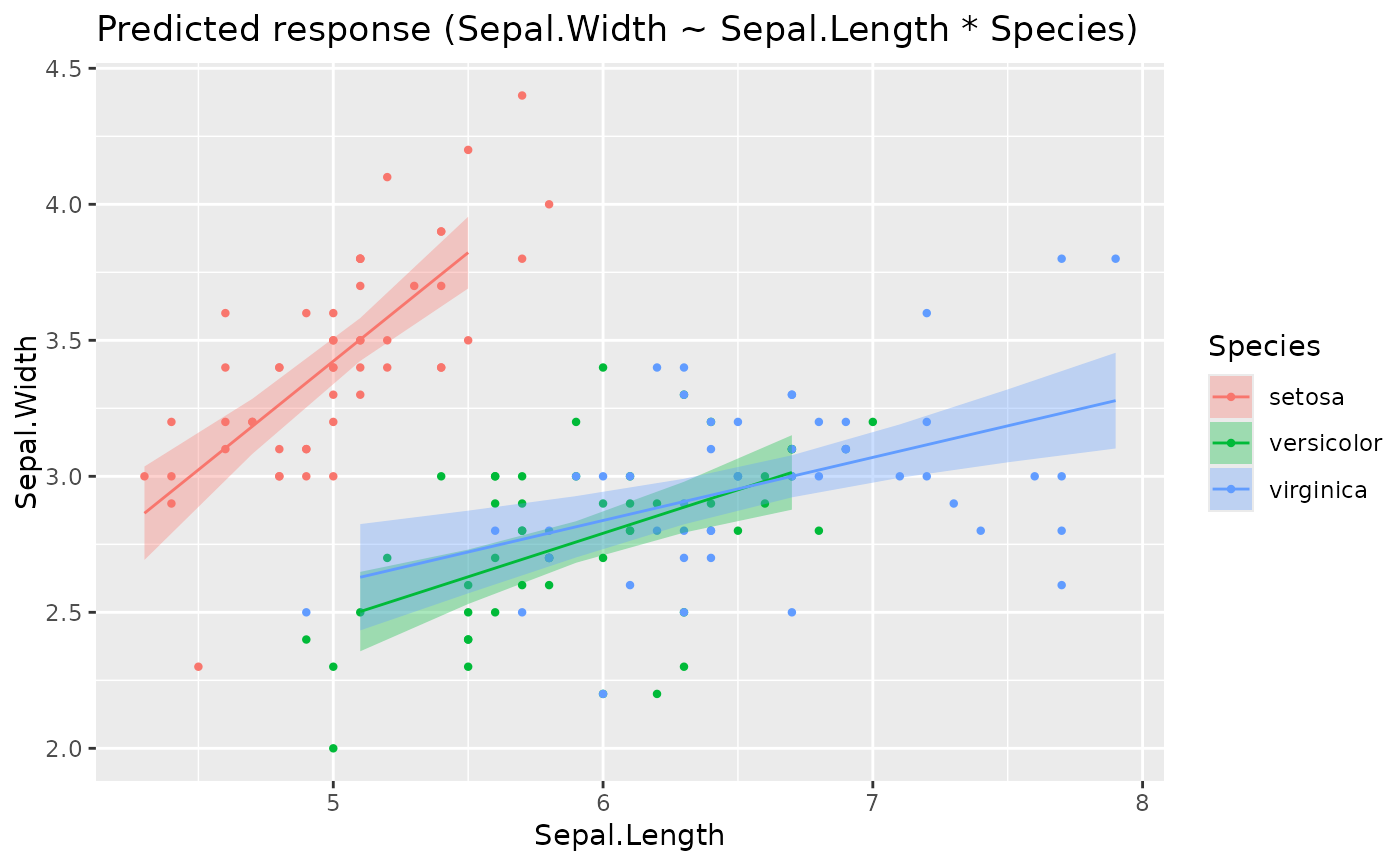 Predicted response (Sepal.Width ~ Sepal.Length * Species)
4.5
4.0
3.5
3.0
2.5
2.0
Sepal.Width
5
6
7
8
Sepal.Length
Species
setosa
versicolor
virginica